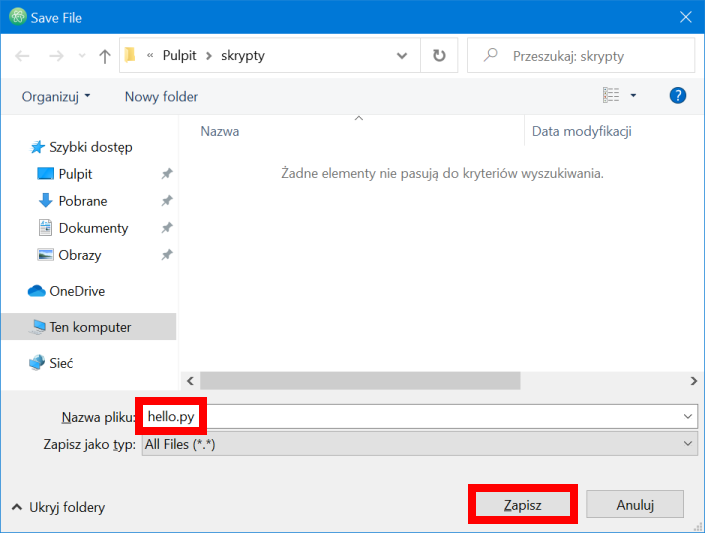 Save File
« Pulpit > skrypty
Przeszukaj: skrypty
Organizuj
Nowy folder
?
Nazwa
Data modyfikacji
Szybki dostęp
Pulpit
Pobrane
Dokumenty
Obrazy
OneDrive
Ten komputer
Sieć
Żadne elementy nie pasują do kryteriów wyszukiwania.
Nazwa pliku: hello.py
Zapisz jako typ: All Files (*.*)
Ukryj foldery
Zapisz
Anuluj